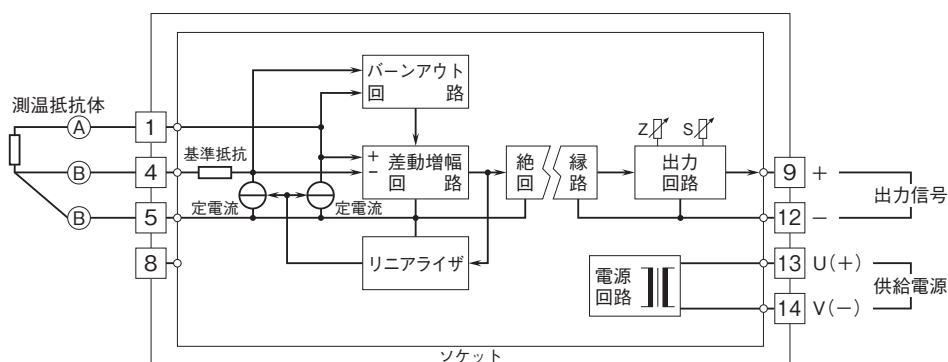 バーンアウト
回 路
測温抵抗体
A
1
Z
S
基準抵抗
+
−
差動増幅
回 路
絶 縁
回 路
出力
回路
B
4
9
+
出力信号
定電流
定電流
B
5
12
−
8
リニアライザ
電源
回路
13
U(+)
供給電源
14
V(−)
ソケット